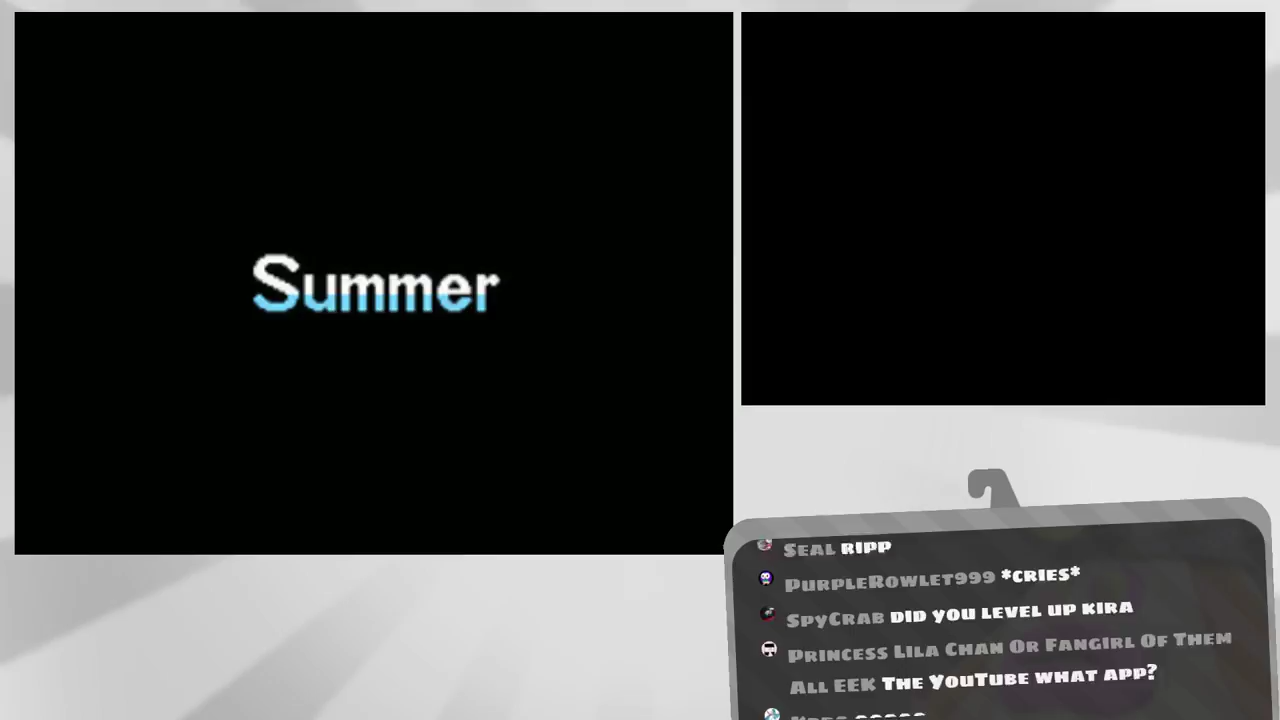 Summer
Seal RIPP
PurpleRowlet999 *cries*
SpyCrab did you level up kira
Princess Lila Chan Or Fangirl Of Them
All EEK The YouTube what app?